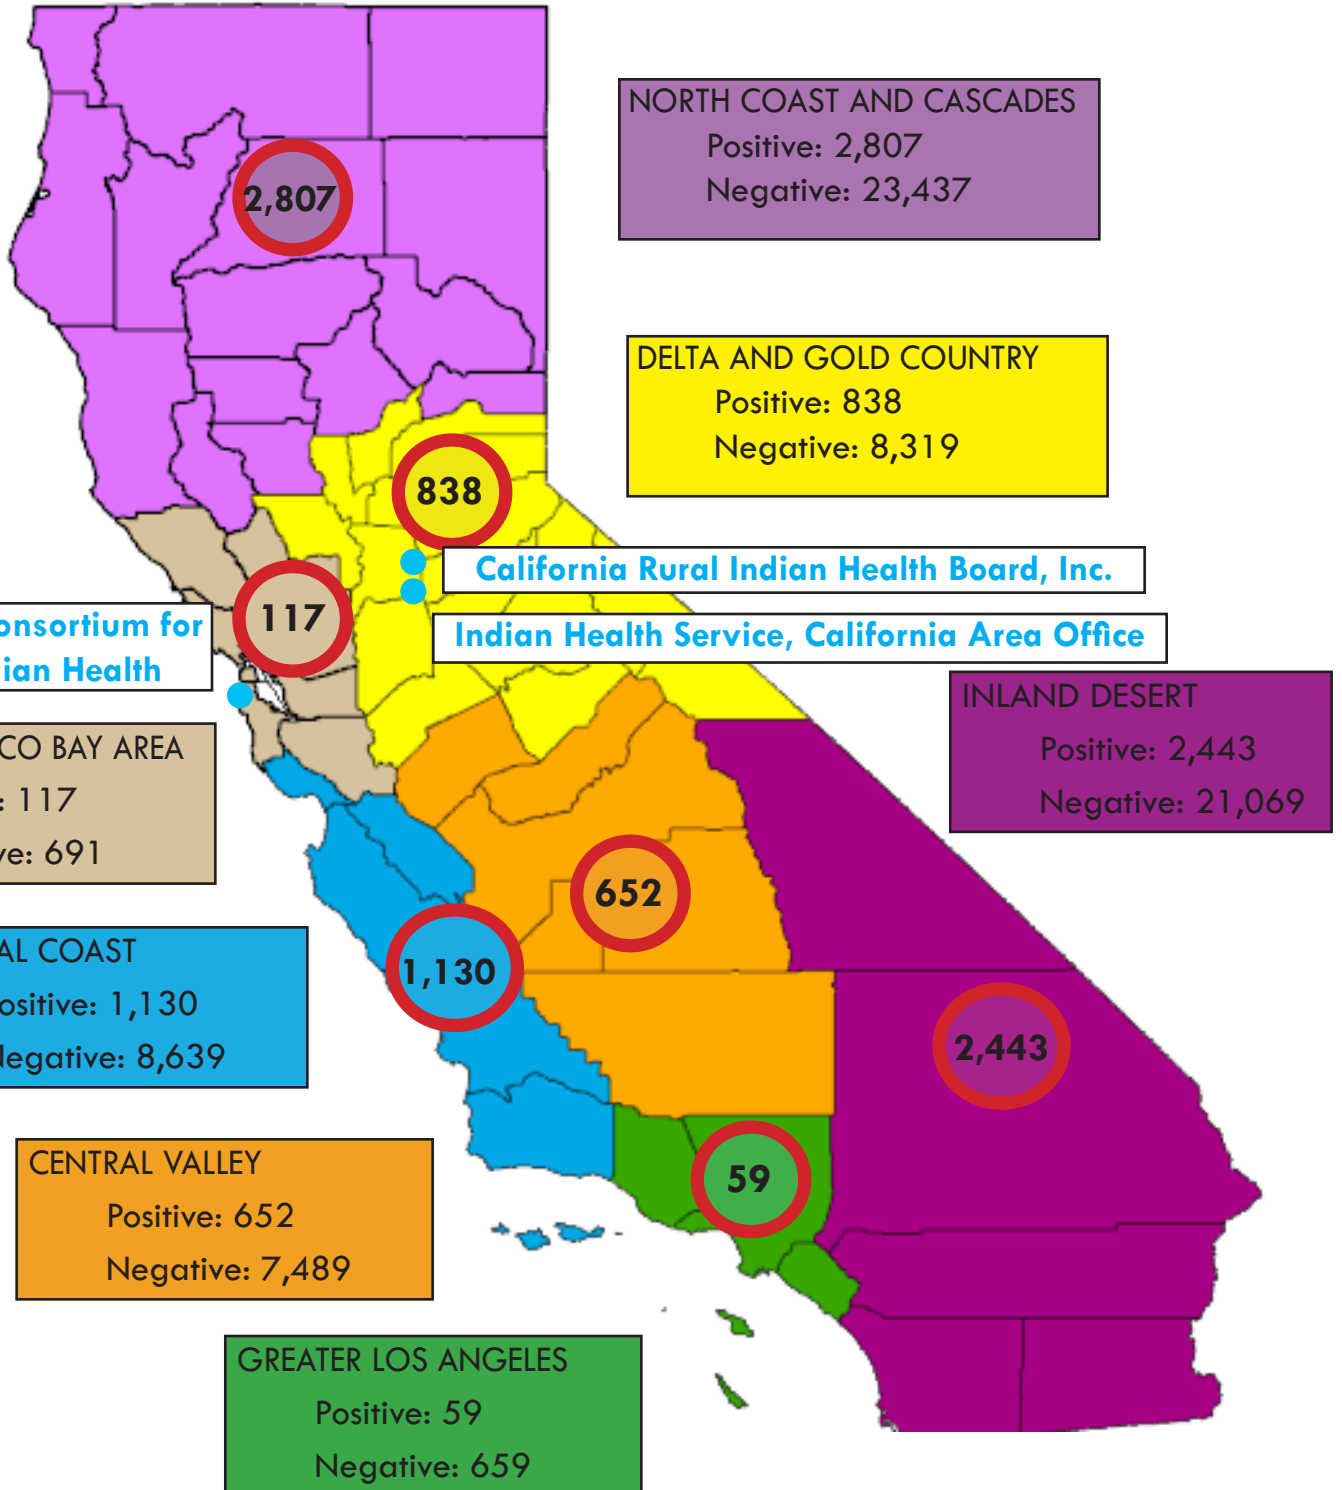 NORTH COAST AND CASCADES
Positive: 2,807
Negative: 23,437
2,807
DELTA AND GOLD COUNTRY
Positive: 838
Negative: 8,319
838
California Rural Indian Health Board, Inc.
117
onsortium for
ian Health
Indian Health Service, California Area Office
INLAND DESERT
Positive: 2,443
Negative: 21,069
CO BAY AREA
: 117
ve: 691
652
AL COAST
ositive: 1,130
Negative: 8,639
1,130
2,443
CENTRAL VALLEY
Positive: 652
Negative: 7,489
59
GREATER LOS ANGELES
Positive: 59
Negative: 659